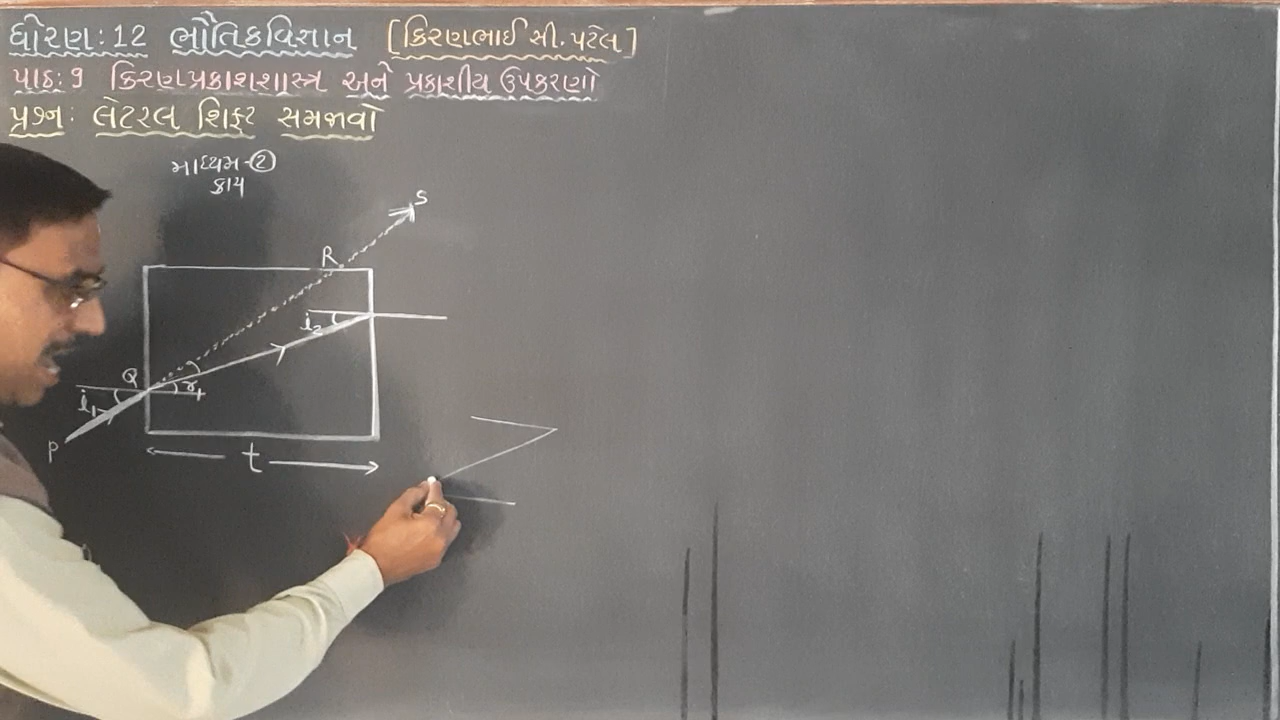 ધોરણ: 12 ભૌતિકવિજ્ઞાન [કિરણભાઈ સી. પટેલ]
પાઠ: 9 કિરણપ્રકાશશાસ્ત્ર અને પ્રકાશીય ઉપકરણો
પ્રશ્ન: લેટરલ શિફ્ટ સમજાવો
માધ્યમ-②
કાચ
S
R
i₂
Q
r₁
i₁
P
t